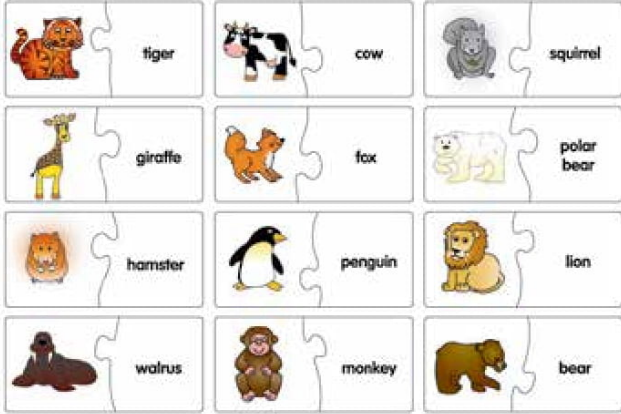 tiger
cow
squirrel
giraffe
fox
polar
bear
hamster
penguin
lion
walrus
monkey
bear